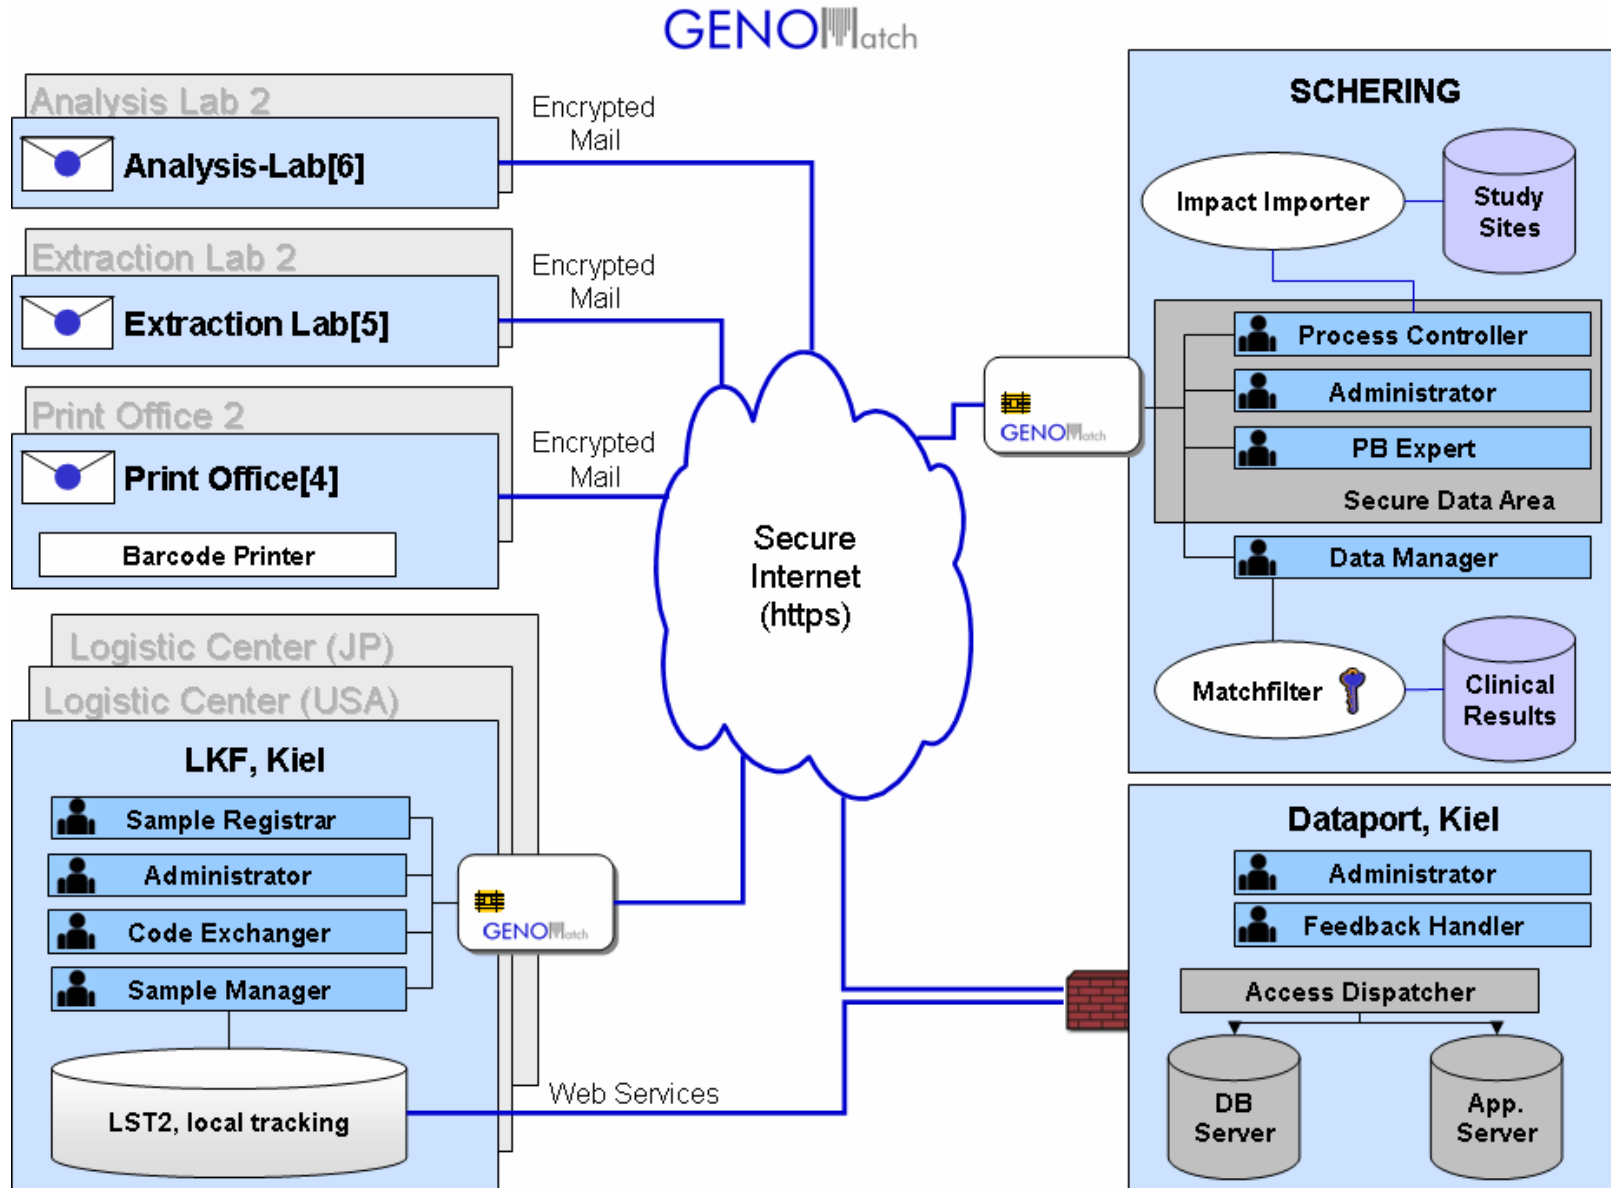 GENOMatch
Analysis Lab 2
Analysis-Lab[6]
Encrypted
Mail
Extraction Lab 2
Extraction Lab[5]
Encrypted
Mail
Print Office 2
Print Office[4]
Barcode Printer
Encrypted
Mail
Logistic Center (JP)
Logistic Center (USA)
LKF, Kiel
Sample Registrar
Administrator
Code Exchanger
Sample Manager
GENOMatch
LST2, local tracking
Web Services
Secure
Internet
(https)
GENOMatch
SCHERING
Impact Importer
Study
Sites
Process Controller
Administrator
PB Expert
Secure Data Area
Data Manager
Matchfilter
Clinical
Results
Dataport, Kiel
Administrator
Feedback Handler
Access Dispatcher
DB
Server
App.
Server